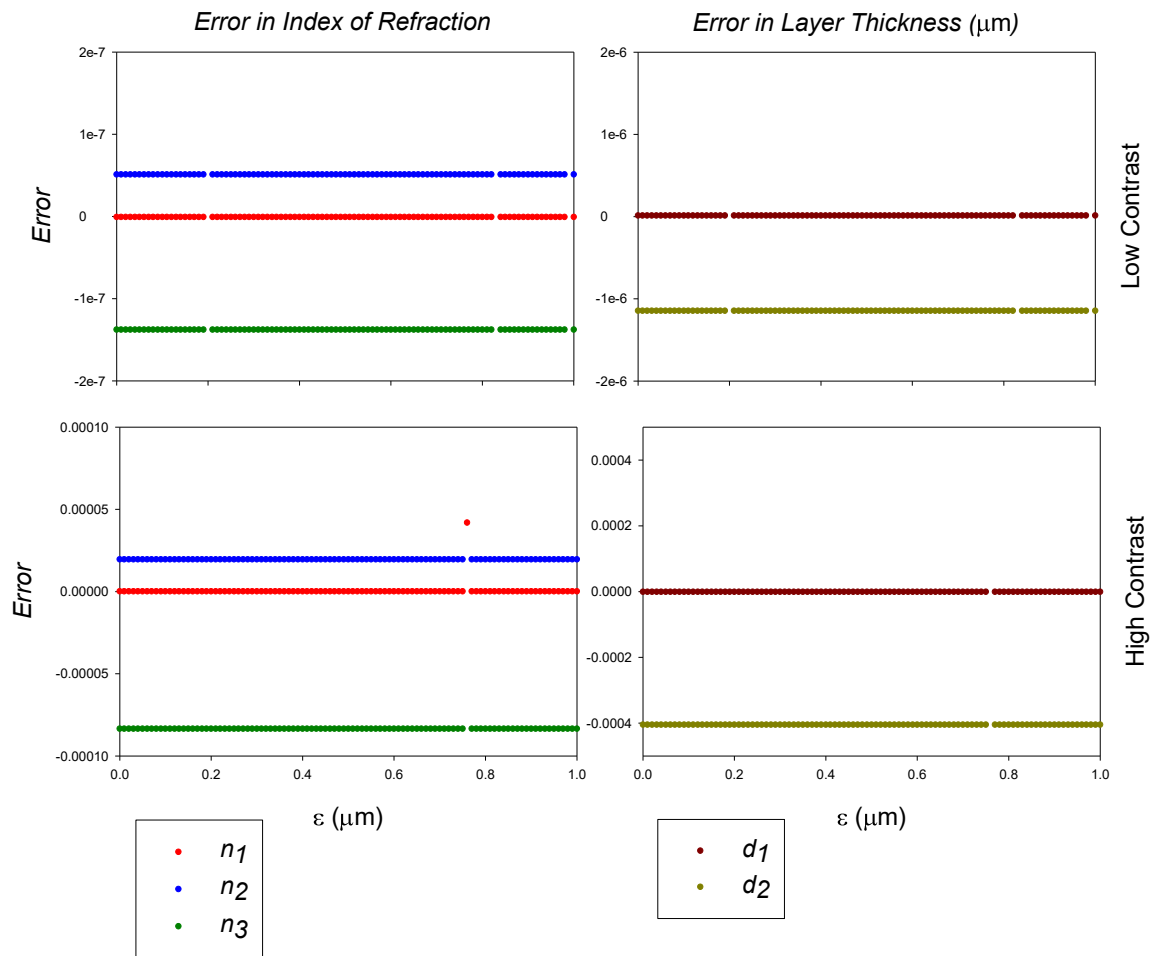 Error in Index of Refraction
Error in Layer Thickness (μm)
2e-7
1e-7
0
-1e-7
-2e-7
Error
2e-6
1e-6
0
-1e-6
-2e-6
Low Contrast
0.00010
0.00005
0.00000
-0.00005
-0.00010
Error
0.0 0.2 0.4 0.6 0.8 1.0
ε (μm)
0.0004
0.0002
0.0000
-0.0002
-0.0004
0.0 0.2 0.4 0.6 0.8 1.0
ε (μm)
High Contrast
n1
n2
n3
d1
d2